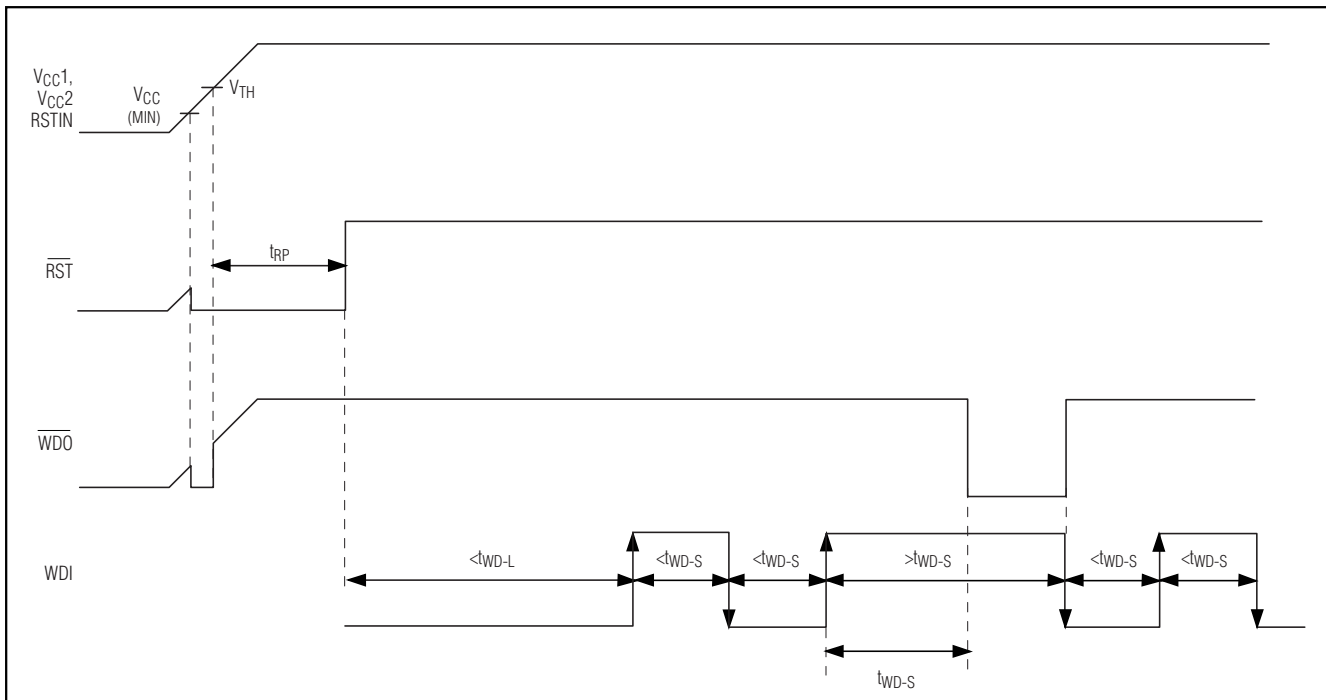 VCC1,
VCC2
RSTIN
VCC
(MIN)
VTH
RST
tRP
WDO
WDI
<tWD-L
<tWD-S
<tWD-S
>tWD-S
<tWD-S
<tWD-S
tWD-S